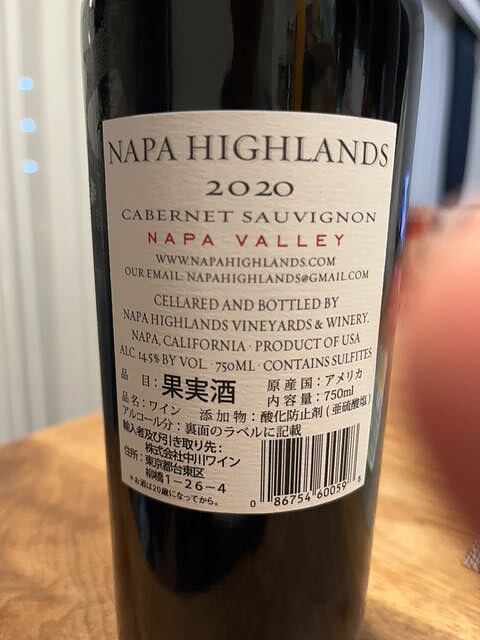 NAPA HIGHLANDS
2020
CABERNET SAUVIGNON
NAPA VALLEY
WWW.NAPAHIGHLANDS.COM
OUR EMAIL: NAPAHIGHLANDS@GMAIL.COM
CELLARED AND BOTTLED BY
NAPA HIGHLANDS VINEYARDS & WINERY.
NAPA, CALIFORNIA · PRODUCT OF USA
ALC. 14.5% BY VOL · 750ML · CONTAINS SULFITES
品 目:果実酒 原産国:アメリカ
内容量:750ml
品名:ワイン 添加物:酸化防止剤(亜硫酸塩)
アルコール分:裏面のラベルに記載
輸入者及び引き取り先:
株式会社中川ワイン
住所:東京都台東区
柳橋1-26-4
*お酒は20歳になってから。
0 86754 60059 8